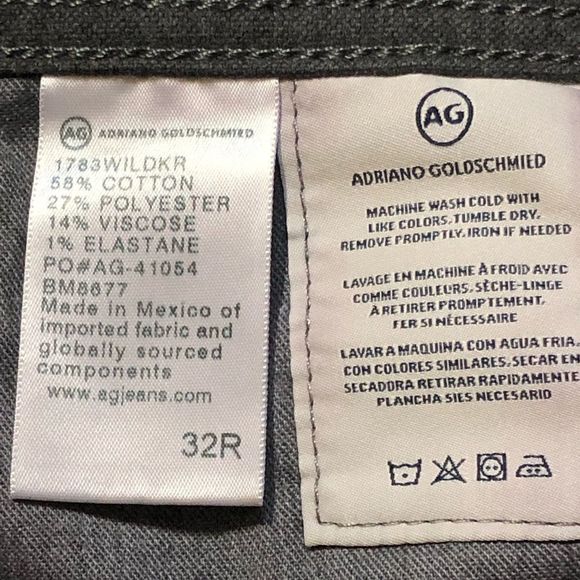 AG ADRIANO GOLDSCHMIED
1783WILDKR
58% COTTON
27% POLYESTER
14% VISCOSE
1% ELASTANE
PO#AG-41054
BM8677
Made in Mexico of
imported fabric and
globally sourced
components
www.agjeans.com
32R
AG
ADRIANO GOLDSCHMIED
MACHINE WASH COLD WITH
LIKE COLORS. TUMBLE DRY.
REMOVE PROMPTLY. IRON IF NEEDED
LAVAGE EN MACHINE À FROID AVEC
COMME COULEURS. SÈCHE-LINGE
À RETIRER PROMPTEMENT.
FER SI NÉCESSAIRE
LAVAR A MAQUINA CON AGUA FRIA.
CON COLORES SIMILARES. SECAR EN
SECADORA RETIRAR RAPIDAMENTE
PLANCHA SIES NECESARIO